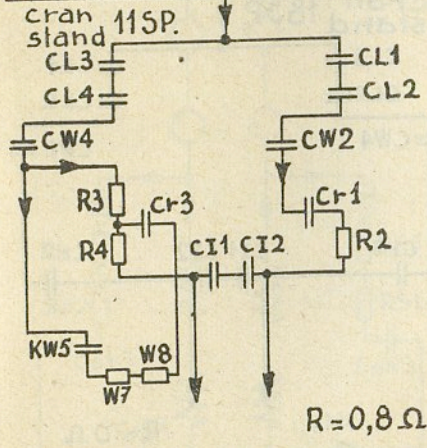 cran 11SP.
stand
CL3
CL1
CL4
CL2
CW4
CW2
R3
Cr3
Cr1
R4
CI1
CI2
R2
KW5
W8
W7
R=0,8Ω